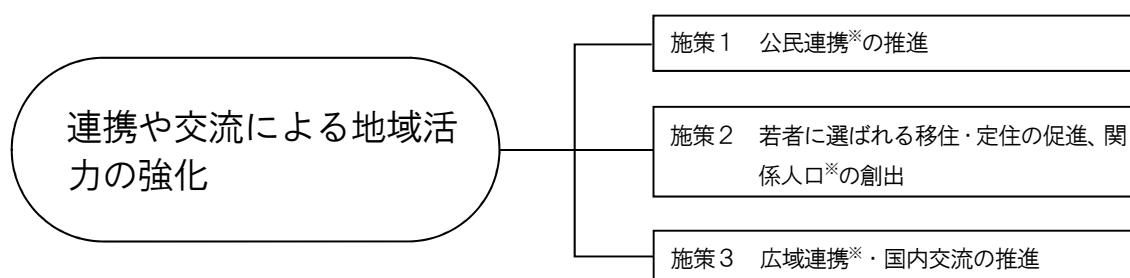 連携や交流による地域活
力の強化
施策１　公民連携※の推進
施策２　若者に選ばれる移住・定住の促進、関
係人口※の創出
施策３　広域連携※・国内交流の推進